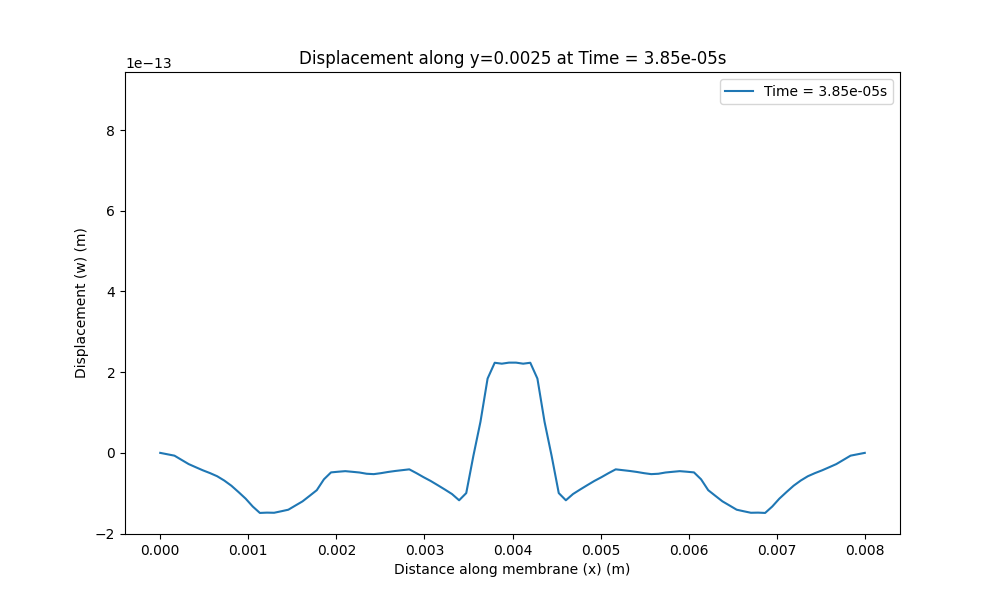 Displacement along y=0.0025 at Time = 3.85e-05s
1e−13
Time = 3.85e-05s
8
6
4
2
0
−2
Displacement (w) (m)
0.000 0.001 0.002 0.003 0.004 0.005 0.006 0.007 0.008
Distance along membrane (x) (m)